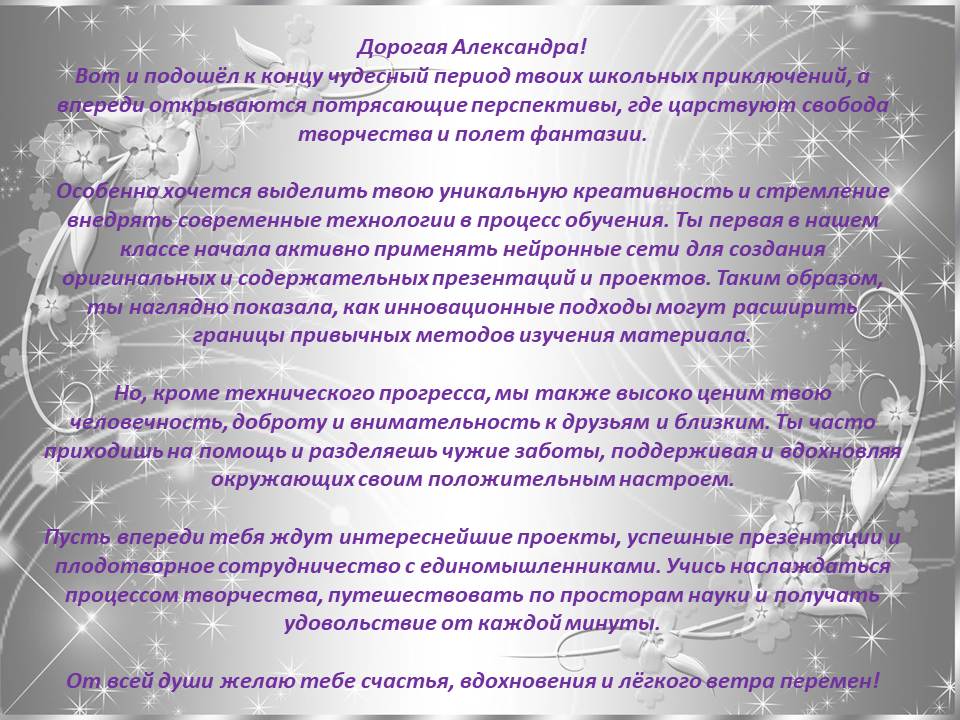 Дорогая Александра!
Вот и подошёл к концу чудесный период твоих школьных приключений, а
впереди открываются потрясающие перспективы, где царствуют свобода
творчества и полет фантазии.
Особенно хочется выделить твою уникальную креативность и стремление
внедрять современные технологии в процесс обучения. Ты первая в нашем
классе начала активно применять нейронные сети для создания
оригинальных и содержательных презентаций и проектов. Таким образом,
ты наглядно показала, как инновационные подходы могут расширить
границы привычных методов изучения материала.
Но, кроме технического прогресса, мы также высоко ценим твою
человечность, доброту и внимательность к друзьям и близким. Ты часто
приходишь на помощь и разделяешь чужие заботы, поддерживая и вдохновляя
окружающих своим положительным настроем.
Пусть впереди тебя ждут интереснейшие проекты, успешные презентации и
плодотворное сотрудничество с единомышленниками. Учись наслаждаться
процессом творчества, путешествовать по просторам науки и получать
удовольствие от каждой минуты.
От всей души желаю тебе счастья, вдохновения и лёгкого ветра перемен!